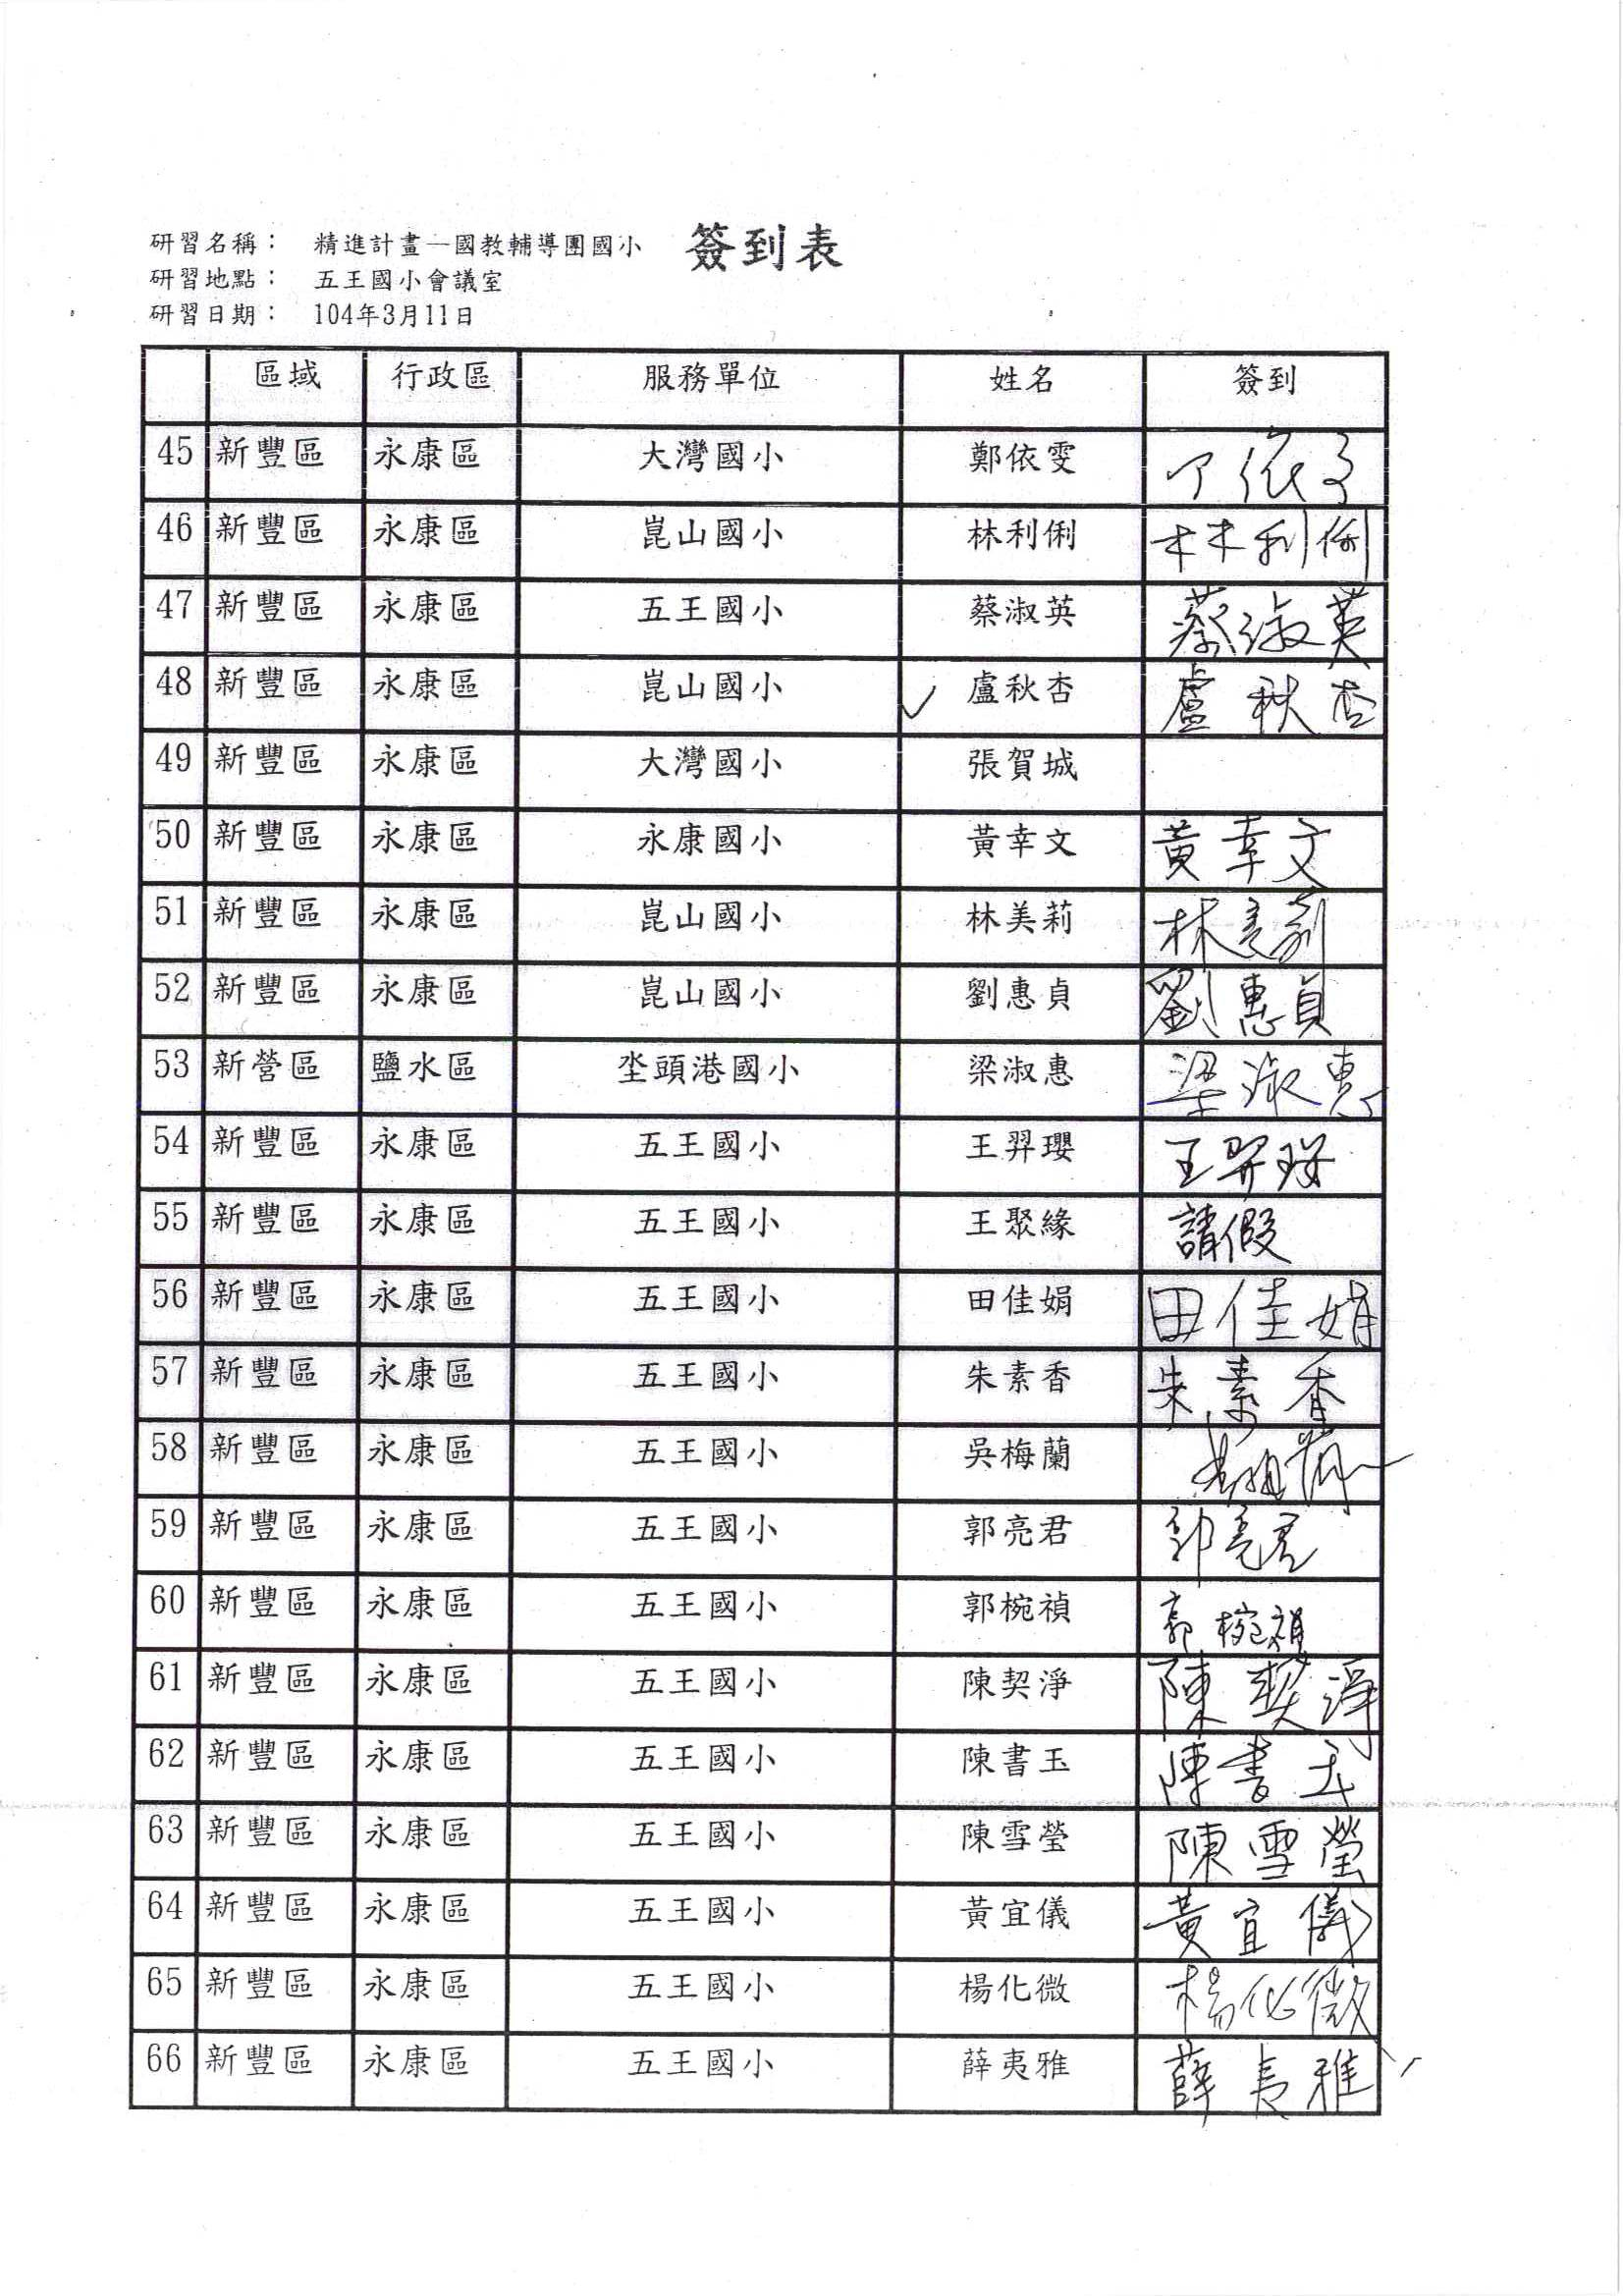 簽到表
研習名稱： 精進計畫—國教輔導團國小
研習地點： 五王國小會議室
研習日期： 104年3月11日
區域 行政區 服務單位 姓名 簽到
45 新豐區 永康區 大灣國小 鄭依雯
46 新豐區 永康區 崑山國小 林利俐 林利俐
47 新豐區 永康區 五王國小 蔡淑英 蔡淑英
48 新豐區 永康區 崑山國小 盧秋杏 盧秋杏
49 新豐區 永康區 大灣國小 張賀城
50 新豐區 永康區 永康國小 黃幸文 黃幸文
51 新豐區 永康區 崑山國小 林美莉 林美莉
52 新豐區 永康區 崑山國小 劉惠貞 劉惠貞
53 新營區 鹽水區 坔頭港國小 梁淑惠 梁淑惠
54 新豐區 永康區 五王國小 王羿瓔 王羿瓔
55 新豐區 永康區 五王國小 王聚緣 請假
56 新豐區 永康區 五王國小 田佳娟 田佳娟
57 新豐區 永康區 五王國小 朱素香 朱素香
58 新豐區 永康區 五王國小 吳梅蘭
59 新豐區 永康區 五王國小 郭亮君 郭亮君
60 新豐區 永康區 五王國小 郭椀禎 郭椀禎
61 新豐區 永康區 五王國小 陳契淨 陳契淨
62 新豐區 永康區 五王國小 陳書玉 陳書玉
63 新豐區 永康區 五王國小 陳雪瑩 陳雪瑩
64 新豐區 永康區 五王國小 黃宜儀 黃宜儀
65 新豐區 永康區 五王國小 楊化微 楊化微
66 新豐區 永康區 五王國小 薛夷雅 薛夷雅